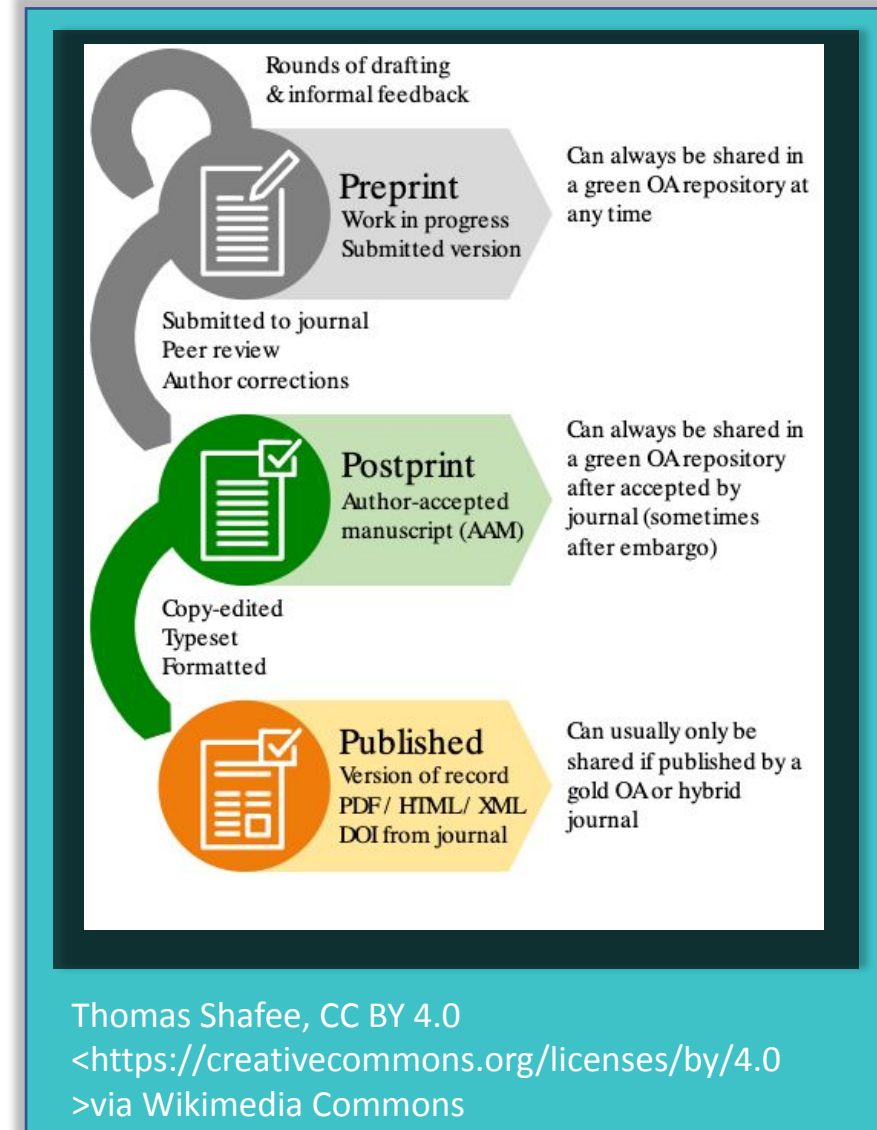 Rounds of drafting
& informal feedback
Preprint
Work in progress
Submitted version
Can always be shared in
a green OA repository at
any time
Submitted to journal
Peer review
Author corrections
Postprint
Author-accepted
manuscript (AAM)
Can always be shared in
a green OA repository
after accepted by
journal (sometimes
after embargo)
Copy-edited
Typeset
Formatted
Published
Version of record
PDF/ HTML/ XML
DOI from journal
Can usually only be
shared if published by a
gold OA or hybrid
journal
Thomas Shafee, CC BY 4.0
<https://creativecommons.org/licenses/by/4.0
>via Wikimedia Commons